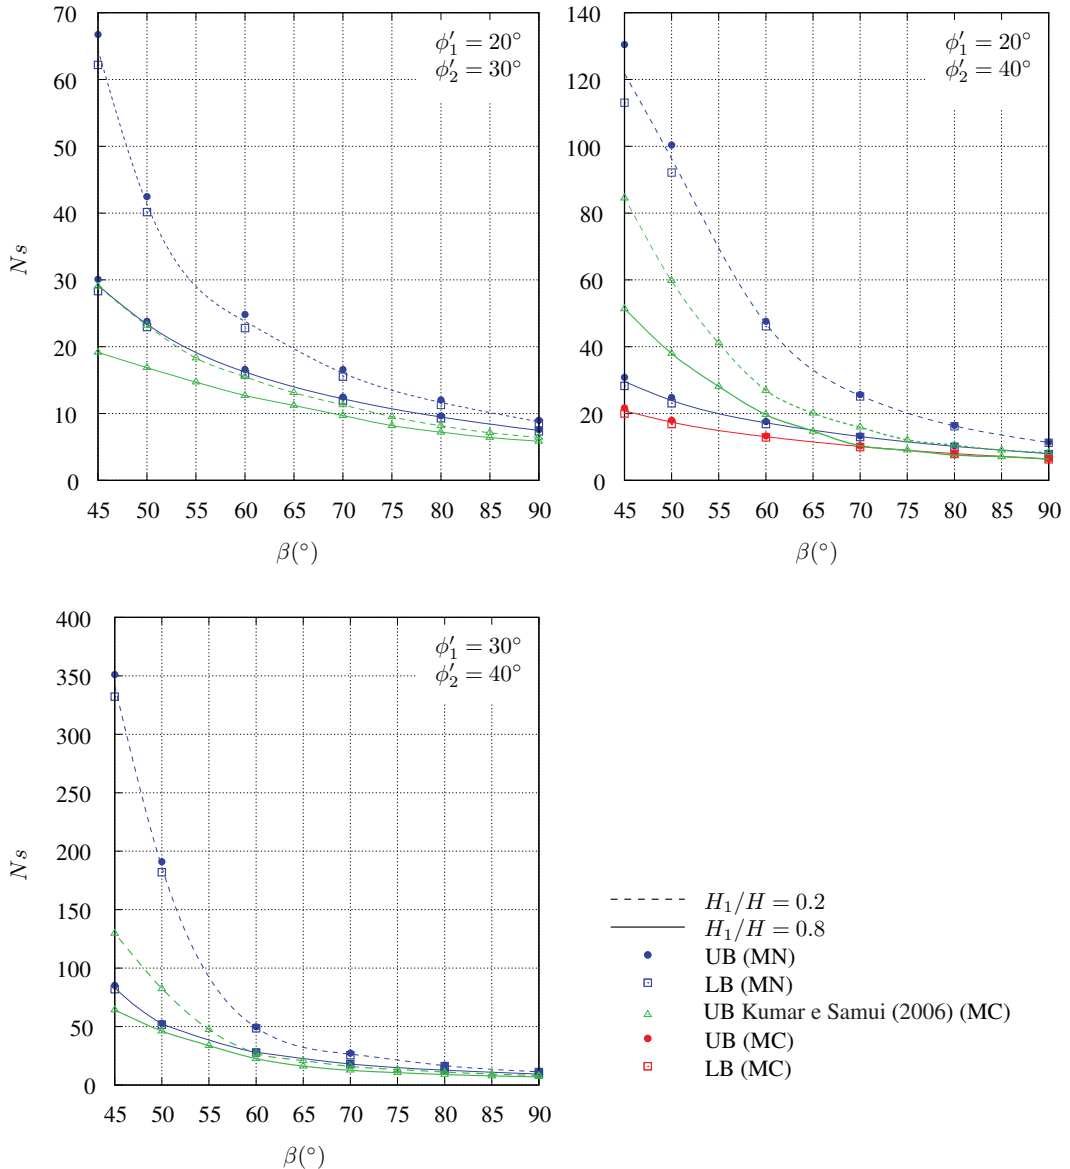 70
60
50
40
30
20
10
0
Ns
45 50 55 60 65 70 75 80 85 90
β(°)
ϕ′₁ = 20°
ϕ′₂ = 30°
140
120
100
80
60
40
20
0
45 50 55 60 65 70 75 80 85 90
β(°)
ϕ′₁ = 20°
ϕ′₂ = 40°
400
350
300
250
200
150
100
50
0
Ns
45 50 55 60 65 70 75 80 85 90
β(°)
ϕ′₁ = 30°
ϕ′₂ = 40°
H₁/H = 0.2
H₁/H = 0.8
UB (MN)
LB (MN)
UB Kumar e Samui (2006) (MC)
UB (MC)
LB (MC)